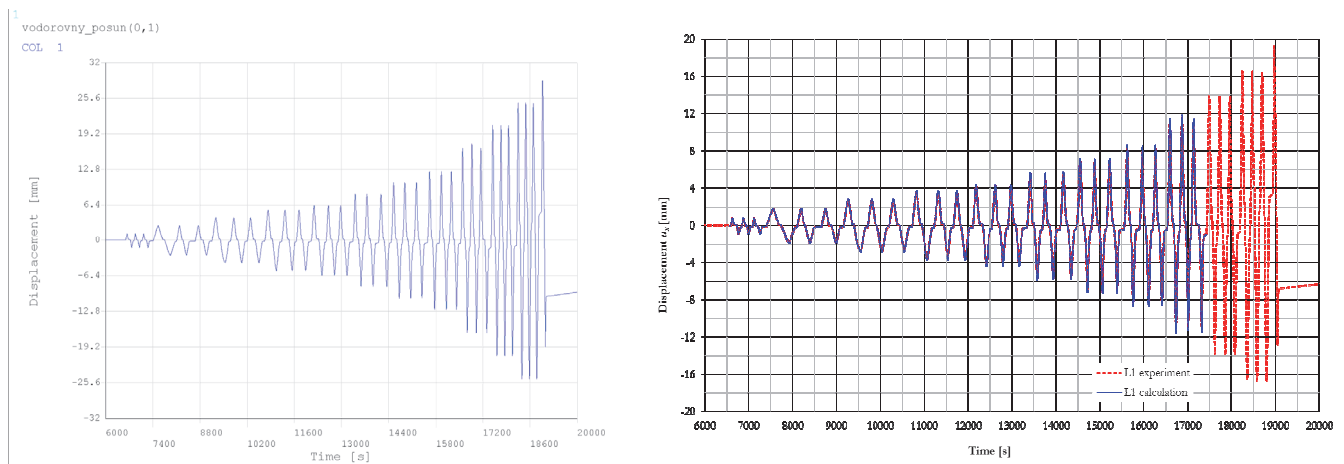 1
vodorovny_posun(0,1)
COL 1
32
25.6
19.2
12.8
6.4
0
-6.4
-12.8
-19.2
-25.6
-32
Displacement [mm]
6000 8800 11600 14400 17200 20000
7400 10200 13000 15800 18600
Time [s]
20
16
12
8
4
0
-4
-8
-12
-16
-20
Displacement uₓ [mm]
L1 experiment
L1 calculation
6000 7000 8000 9000 10000 11000 12000 13000 14000 15000 16000 17000 18000 19000 20000
Time [s]